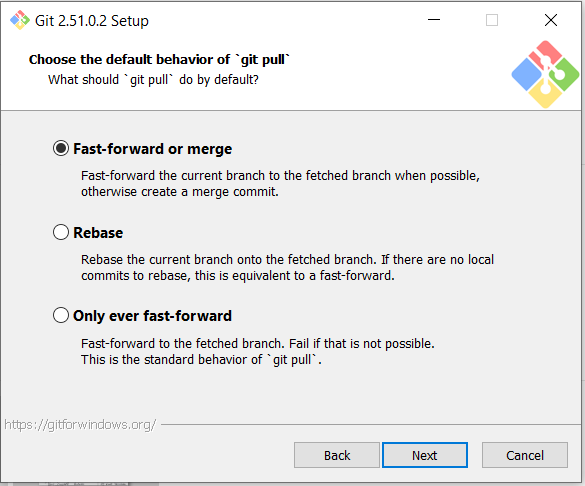 Git 2.51.0.2 Setup
Choose the default behavior of `git pull`
What should `git pull` do by default?
Fast-forward or merge
Fast-forward the current branch to the fetched branch when possible,
otherwise create a merge commit.
Rebase
Rebase the current branch onto the fetched branch. If there are no local
commits to rebase, this is equivalent to a fast-forward.
Only ever fast-forward
Fast-forward to the fetched branch. Fail if that is not possible.
This is the standard behavior of `git pull`.
https://gitforwindows.org/
Back
Next
Cancel